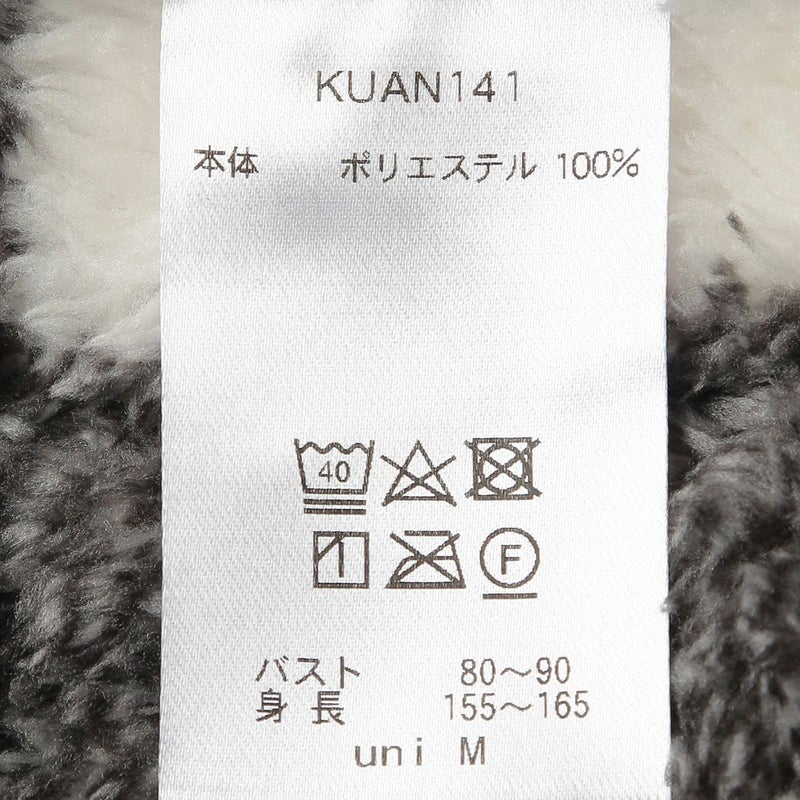 KUAN141
本体 ポリエステル 100%
40
F
バスト 80～90
身長 155～165
uni M